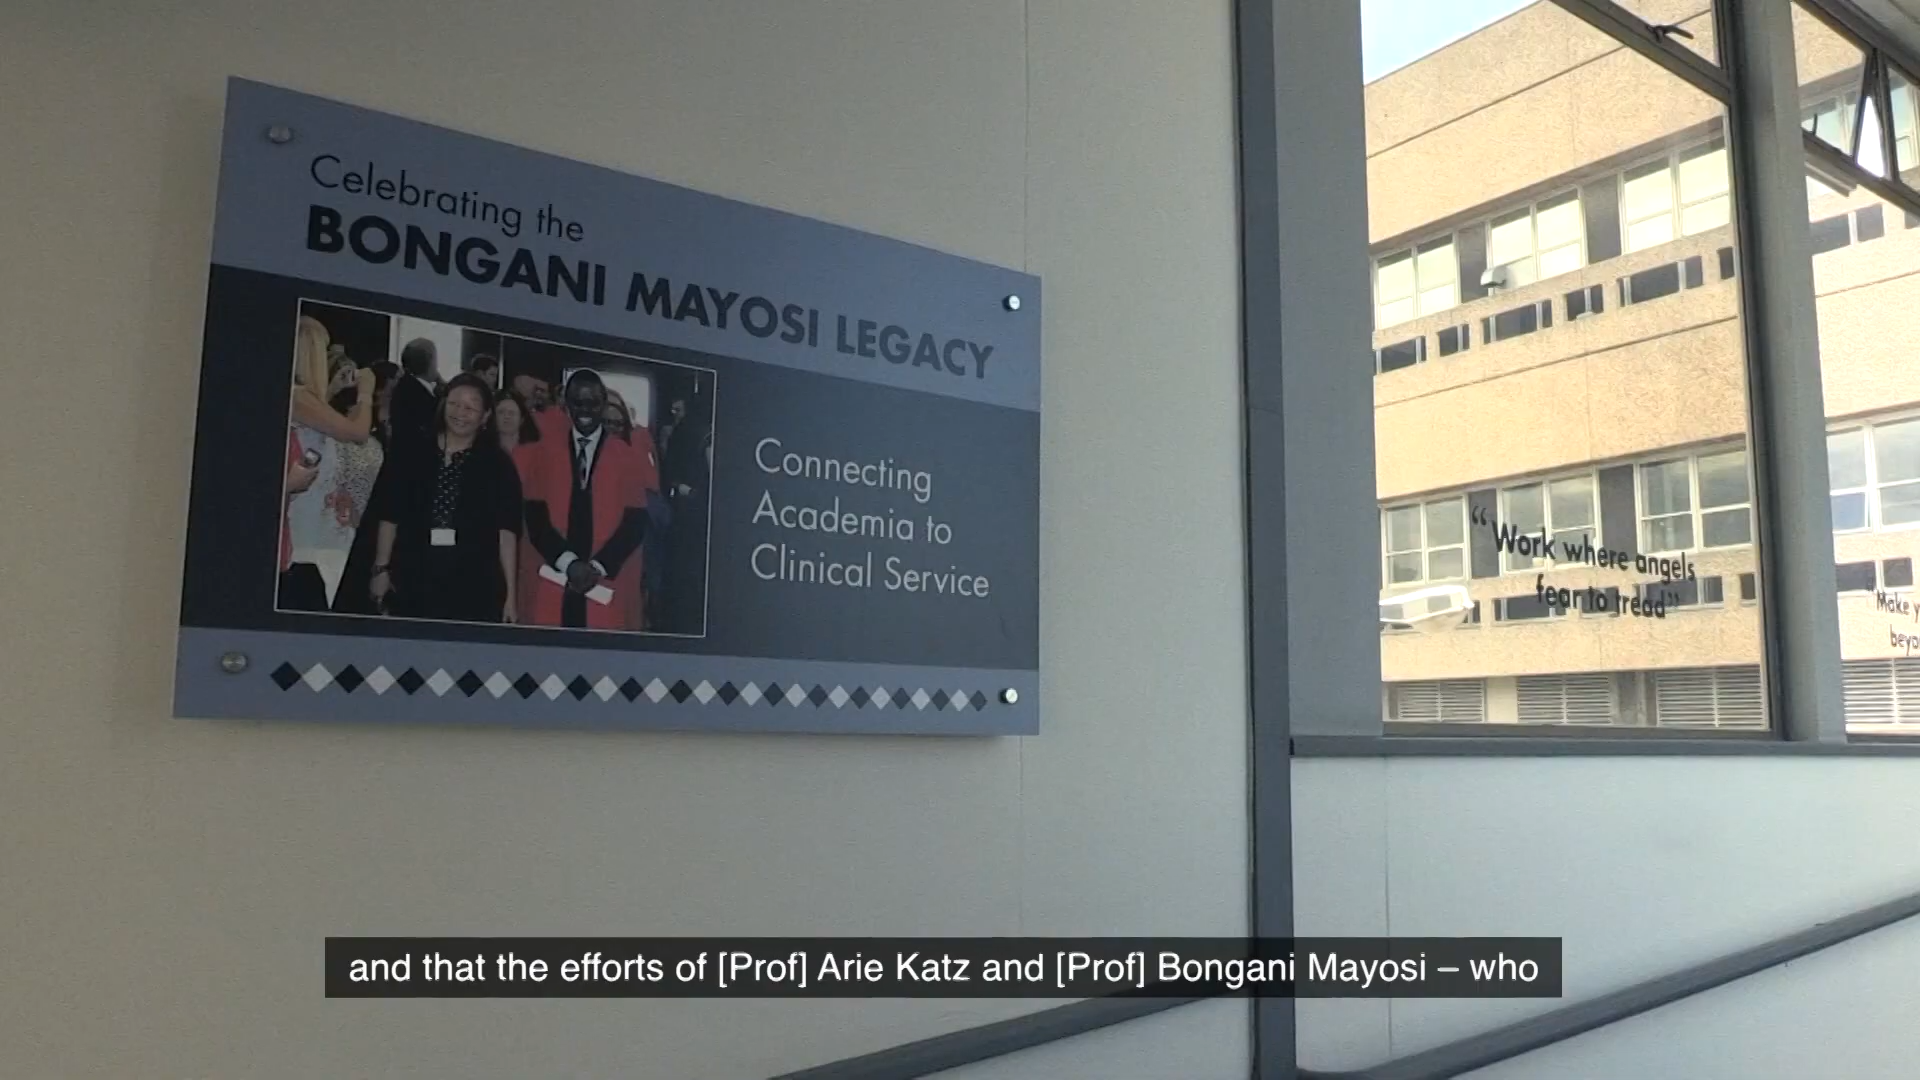 Celebrating the
BONGANI MAYOSI LEGACY
Connecting
Academia to
Clinical Service
“Work where angels
fear to tread”
“Make
and that the efforts of [Prof] Arie Katz and [Prof] Bongani Mayosi – who